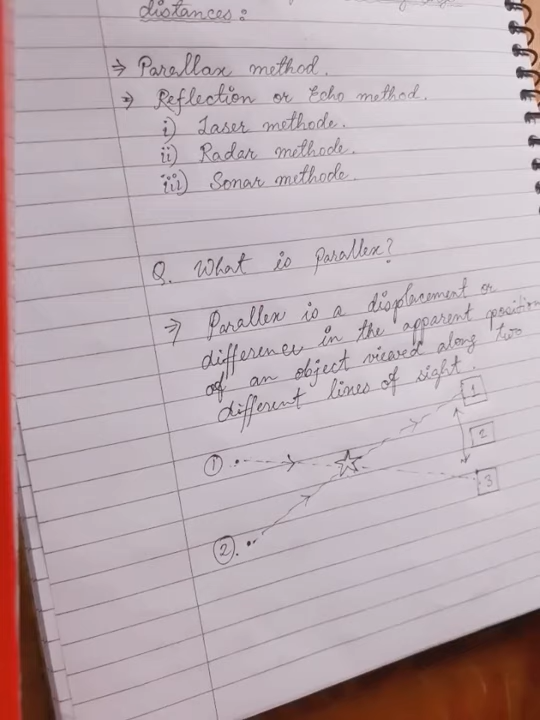 distances:
⇒ Parallax method.
⇒ Reflection or Echo method.
i) Laser methode.
ii) Radar methode.
iii) Sonar methode.
Q. What is Parallex?
⇒ Parallex is a displacement or
difference in the apparent position
of an object viewed along two
different lines of sight.
1
2
1
3
2